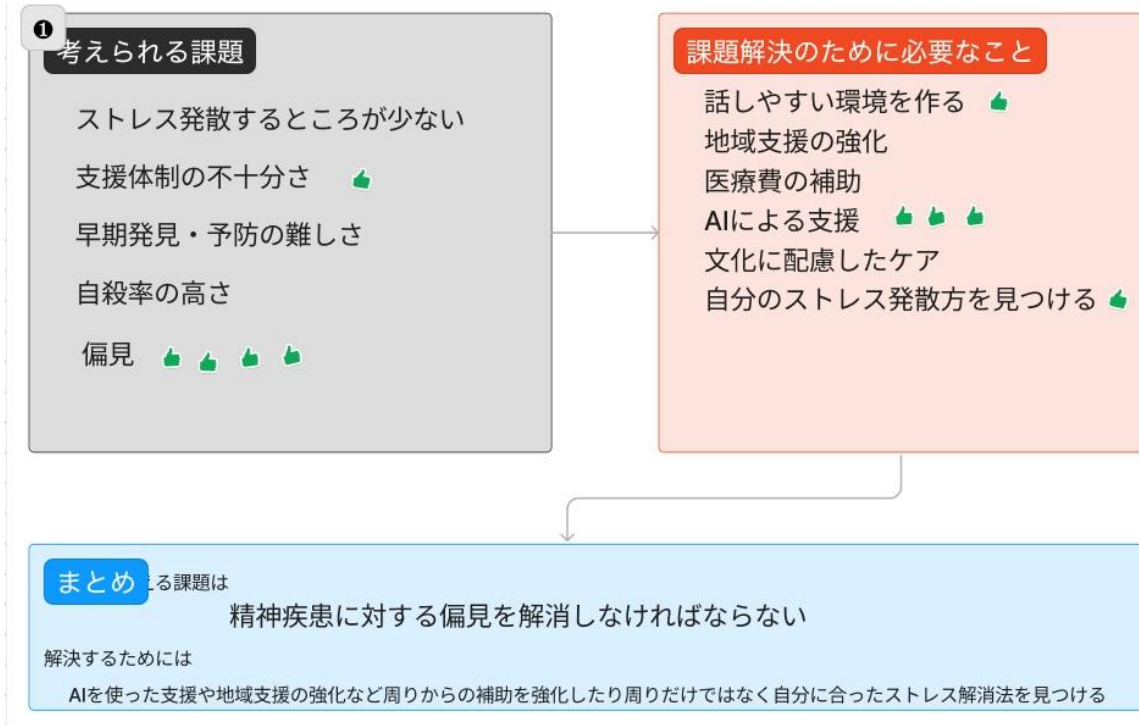 ❶
考えられる課題
ストレス発散するところが少ない
支援体制の不十分さ
早期発見・予防の難しさ
自殺率の高さ
偏見
課題解決のために必要なこと
話しやすい環境を作る
地域支援の強化
医療費の補助
AIによる支援
文化に配慮したケア
自分のストレス発散方を見つける
まとめ
える課題は
精神疾患に対する偏見を解消しなければならない
解決するためには
AIを使った支援や地域支援の強化など周りからの補助を強化したり周りだけではなく自分に合ったストレス解消法を見つける